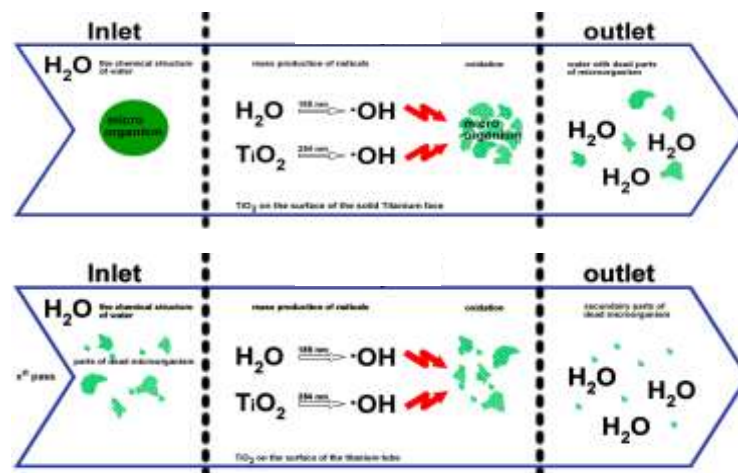 Inlet
outlet
H₂O
the chemical structure
of water
mass production of radicals
oxidation
water with dead parts
of microorganism
micro
organism
H₂O 185 nm •OH
TiO₂ 254 nm •OH
micro
organism
H₂O
H₂O
H₂O
TiO₂ on the surface of the solid Titanium face
Inlet
outlet
H₂O
the chemical structure
of water
mass production of radicals
oxidation
secondairy parts of
dead microorganism
parts of dead microorganism
H₂O 185 nm •OH
TiO₂ 254 nm •OH
pass
H₂O
H₂O
H₂O
TiO₂ on the surface of the titanium tube